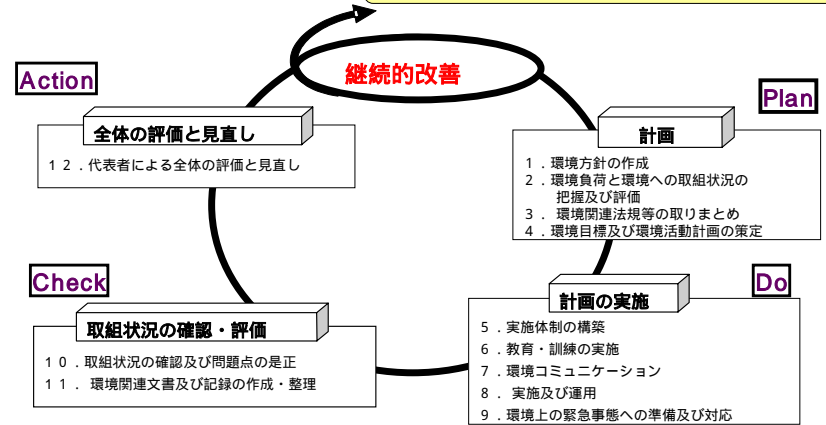 継続的改善
Action
全体の評価と見直し
１２．代表者による全体の評価と見直し
Plan
計画
１．環境方針の作成
２．環境負荷と環境への取組状況の
把握及び評価
３． 環境関連法規等の取りまとめ
４．環境目標及び環境活動計画の策定
Check
取組状況の確認・評価
１０．取組状況の確認及び問題点の是正
１１． 環境関連文書及び記録の作成・整理
Do
計画の実施
５．実施体制の構築
６．教育・訓練の実施
７．環境コミュニケーション
８． 実施及び運用
９．環境上の緊急事態への準備及び対応